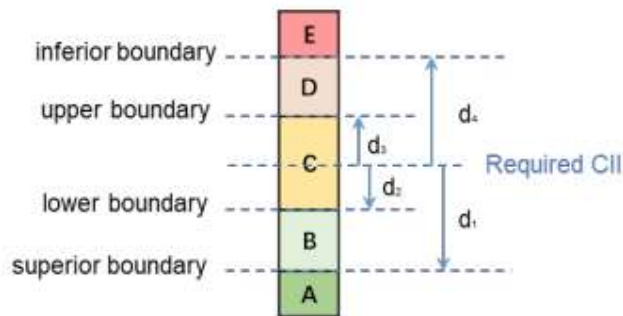 E
inferior boundary
D
upper boundary
d₄
d₃
C
Required CII
d₂
lower boundary
d₁
B
superior boundary
A